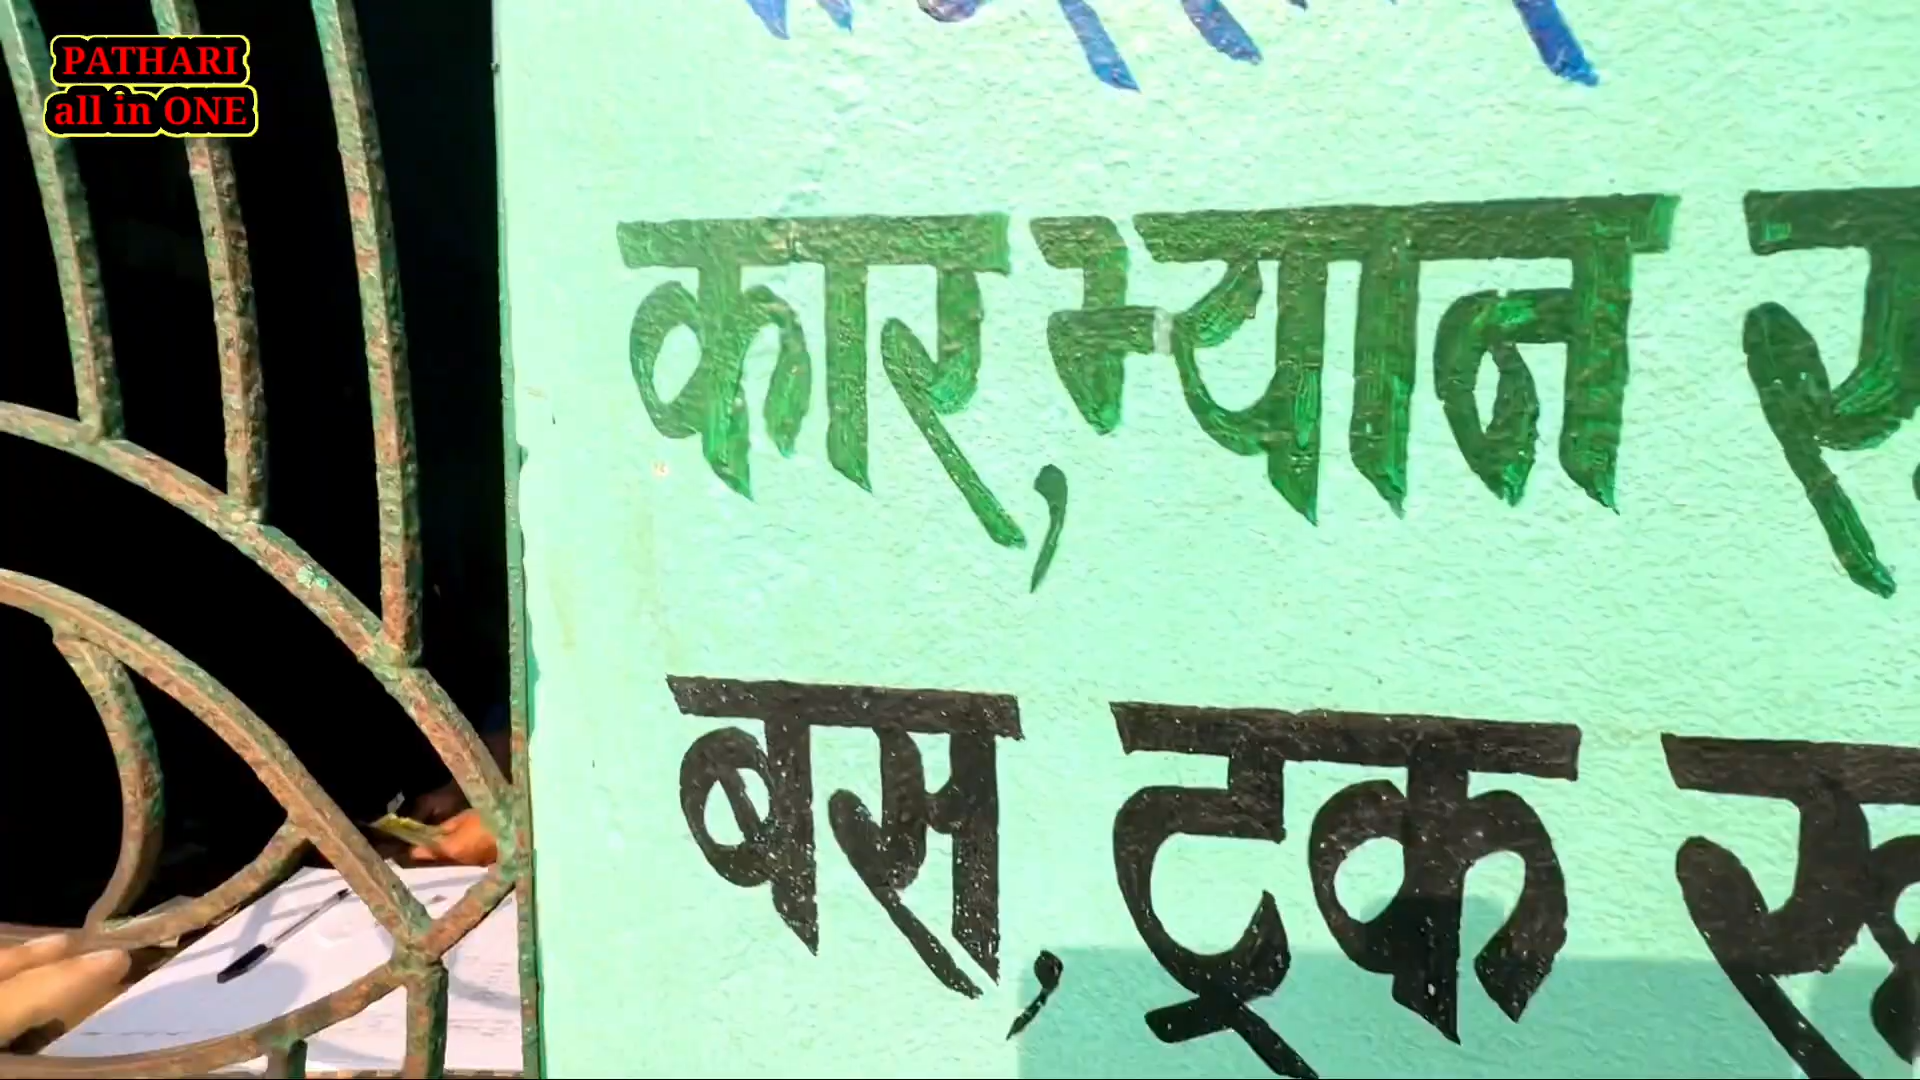 PATHARI
all in ONE
कार, म्यान
बस, ट्रक